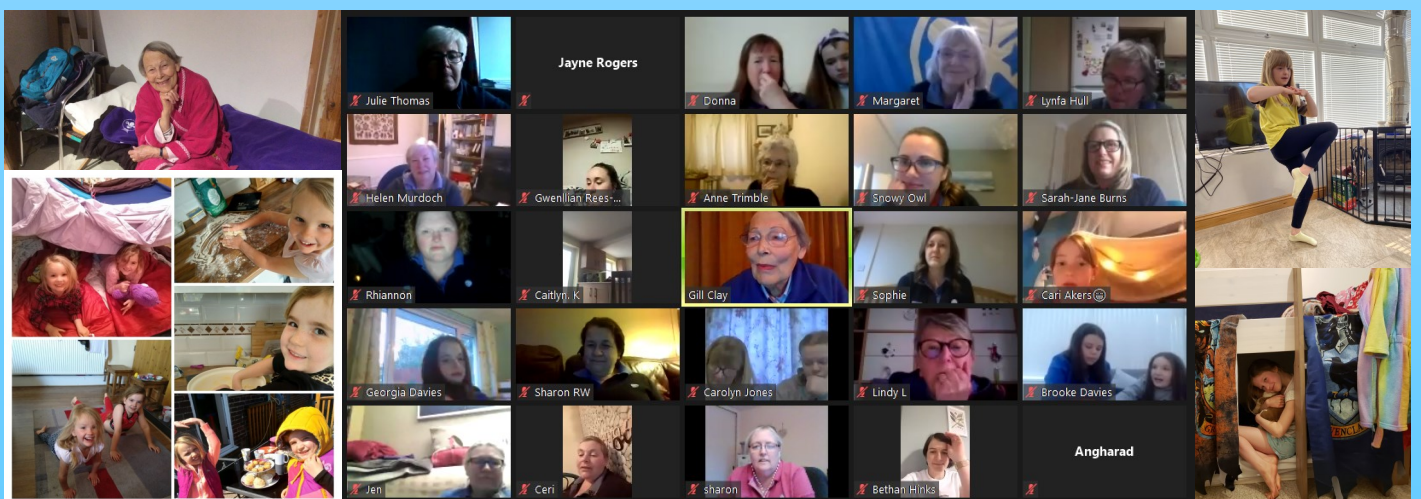 Julie Thomas
Jayne Rogers
Donna
Margaret
Lynfa Hull
Helen Murdoch
Gwenllian Rees-...
Anne Trimble
Snowy Owl
Sarah-Jane Burns
Rhiannon
Caitlyn. K
Gill Clay
Sophie
Cari Akers😀
Georgia Davies
Sharon RW
Carolyn Jones
Lindy L
Brooke Davies
Jen
Ceri
sharon
Bethan Hinks
Angharad